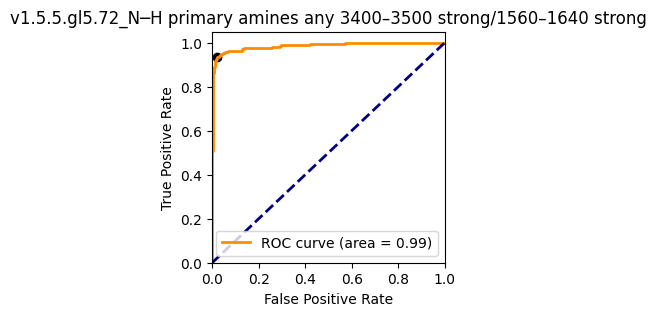 v1.5.5.gl5.72_N─H primary amines any 3400–3500 strong/1560–1640 strong
1.0
0.8
0.6
0.4
0.2
0.0
True Positive Rate
ROC curve (area = 0.99)
0.0 0.2 0.4 0.6 0.8 1.0
False Positive Rate